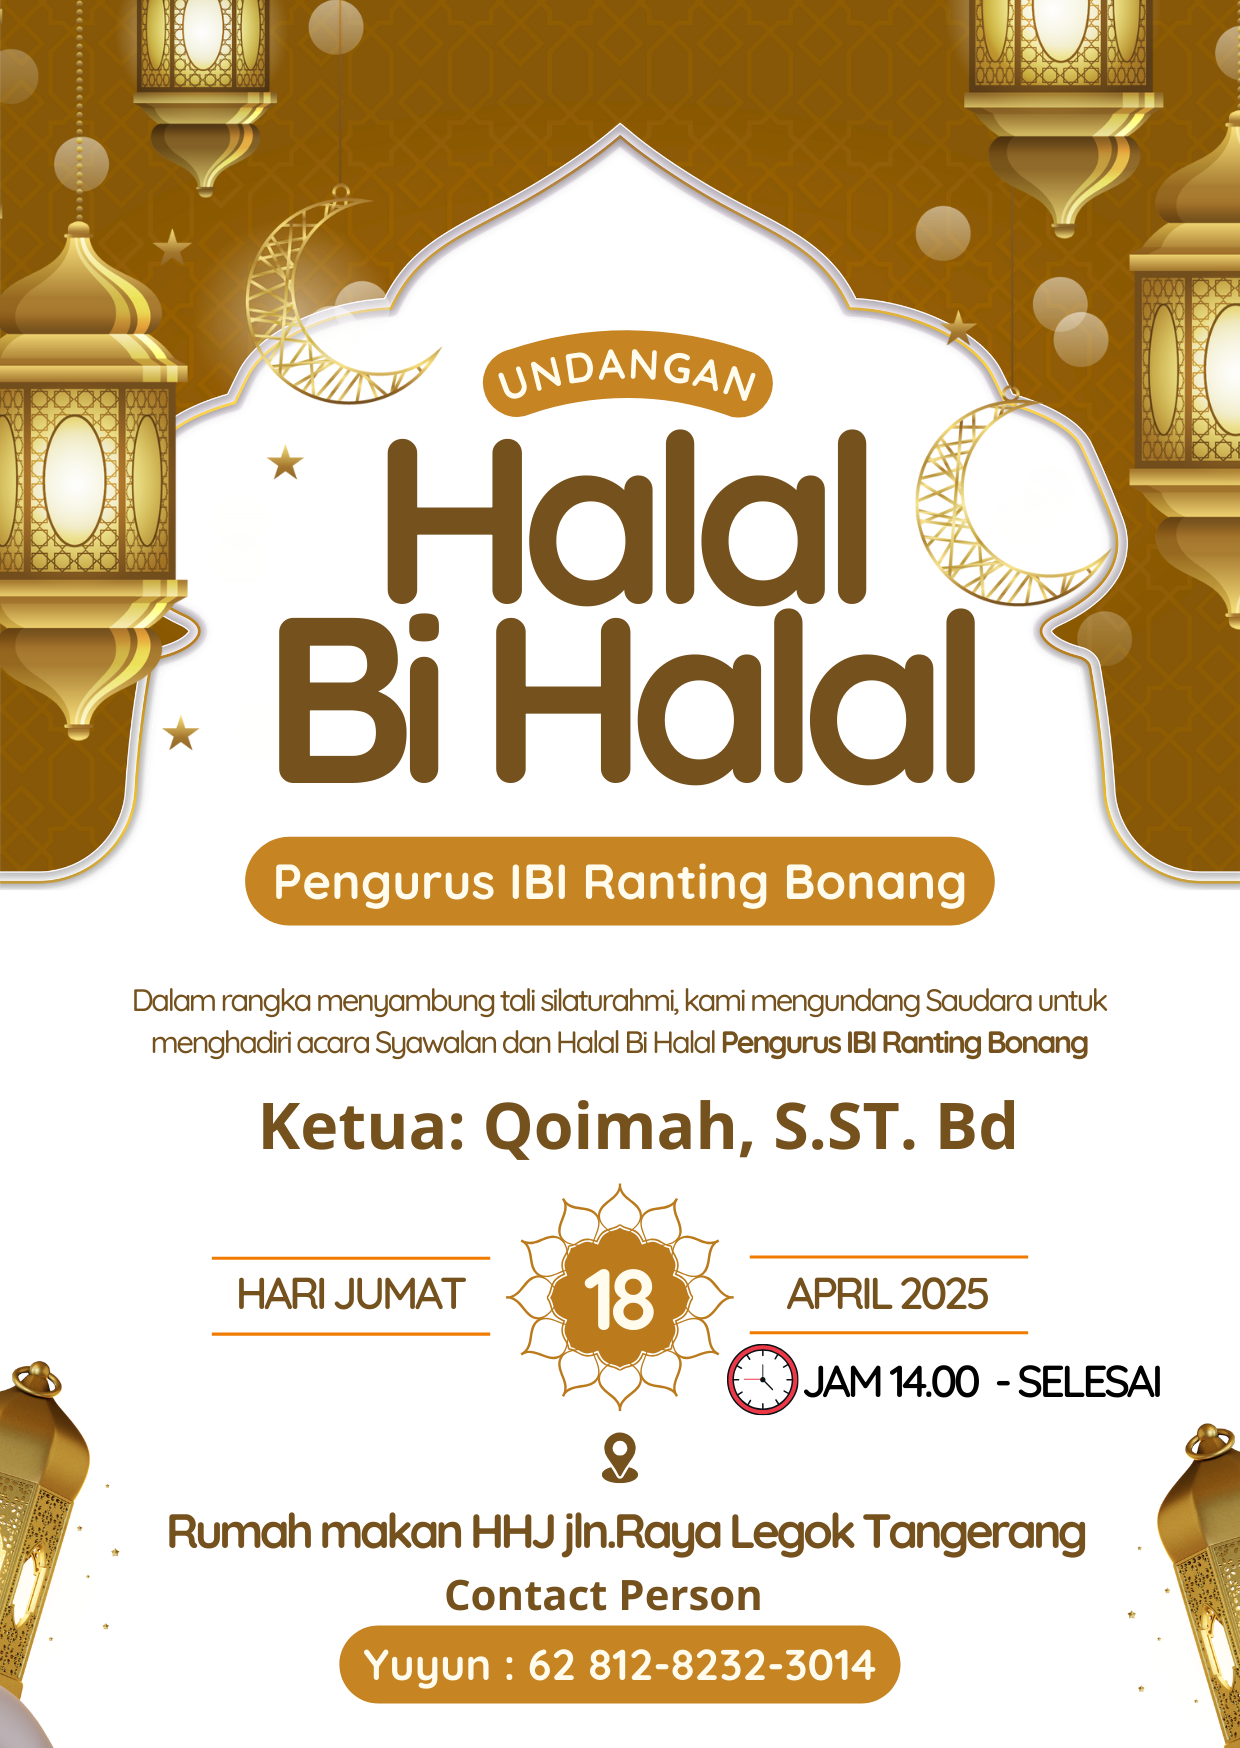 UNDANGAN
Halal
Bi Halal
Pengurus IBI Ranting Bonang
Dalam rangka menyambung tali silaturahmi, kami mengundang Saudara untuk
menghadiri acara Syawalan dan Halal Bi Halal Pengurus IBI Ranting Bonang
Ketua: Qoimah, S.ST. Bd
HARI JUMAT
18
APRIL 2025
JAM 14.00 - SELESAI
Rumah makan HHJ jln.Raya Legok Tangerang
Contact Person
Yuyun : 62 812-8232-3014